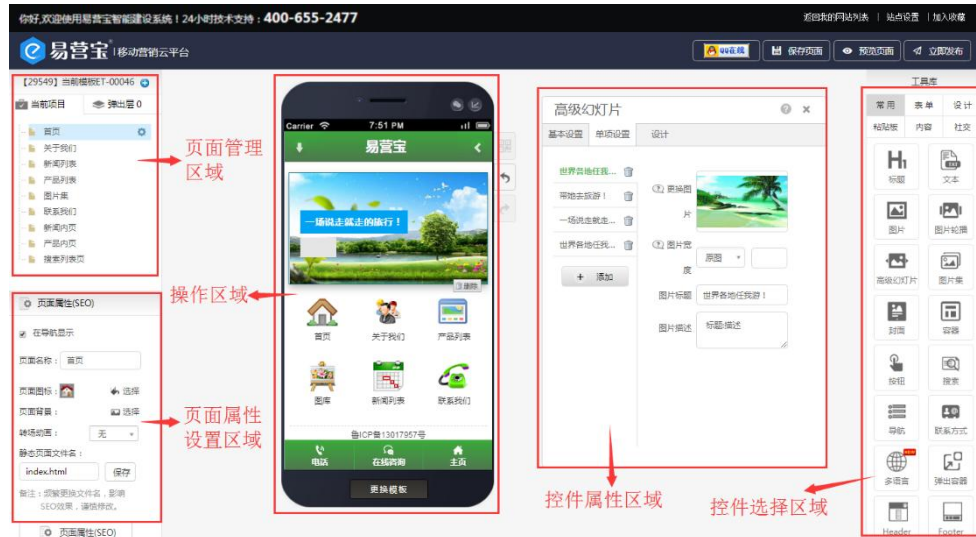 你好,欢迎使用易营宝智能建设系统！24小时技术支持：400-655-2477
返回我的网站列表 | 站点设置 | 加入收藏
易营宝 移动营销云平台
QQ在线
保存页面
预览页面
立即发布
【29549】当前模板ET-00046
当前项目
弹出层 0
首页
关于我们
新闻列表
产品列表
图片集
联系我们
新闻内页
产品内页
搜索列表页
页面管理
区域
页面属性(SEO)
在导航显示
页面名称： 首页
页面图标： 选择
页面背景： 选择
转场动画： 无
静态页面文件名：
index.html 保存
备注：频繁更换文件名，影响
SEO效果，谨慎修改。
页面属性(SEO)
页面属性
设置区域
操作区域
Carrier 7:51 PM
易营宝
一场说走就走的旅行！
删除
首页 关于我们 产品列表
图库 新闻列表 联系我们
鲁ICP备13017957号
电话 在线咨询 主页
更换模板
高级幻灯片
基本设置 单项设置 设计
世界各地任我...
带她去旅游！
一场说走就走...
世界各地任我...
+ 添加
更换图
片
图片宽
度
原图
图片标题 世界各地任我游！
图片描述 标题描述
控件属性区域
控件选择区域
工具库
常用 表单 设计
粘贴板 内容 社交
标题 文本
图片 图片轮播
高级幻灯片 图片集
封面 容器
按钮 搜索
导航 联系方式
多语言 弹出容器
Header Footer